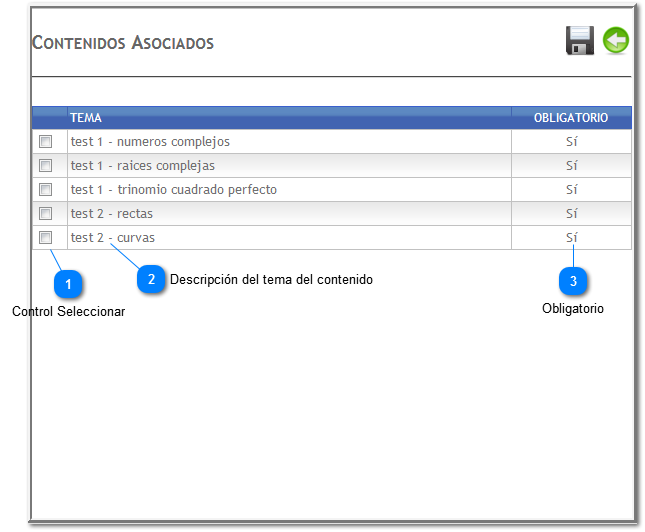 CONTENIDOS ASOCIADOS
TEMA OBLIGATORIO
test 1 - numeros complejos Sí
test 1 - raices complejas Sí
test 1 - trinomio cuadrado perfecto Sí
test 2 - rectas Sí
test 2 - curvas Sí
1
2 Descripción del tema del contenido
3
Control Seleccionar
Obligatorio